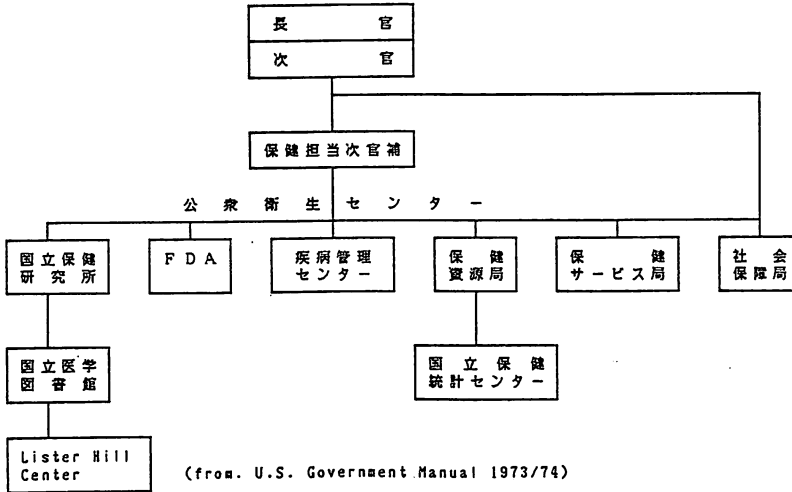 長官
次官
保健担当次官補
公衆衛生センター
国立保健
研究所
FDA
疾病管理
センター
保健
資源局
保健
サービス局
社会
保障局
国立医学
図書館
国立保健
統計センター
Lister Hill
Center
(from. U.S. Government Manual 1973/74)